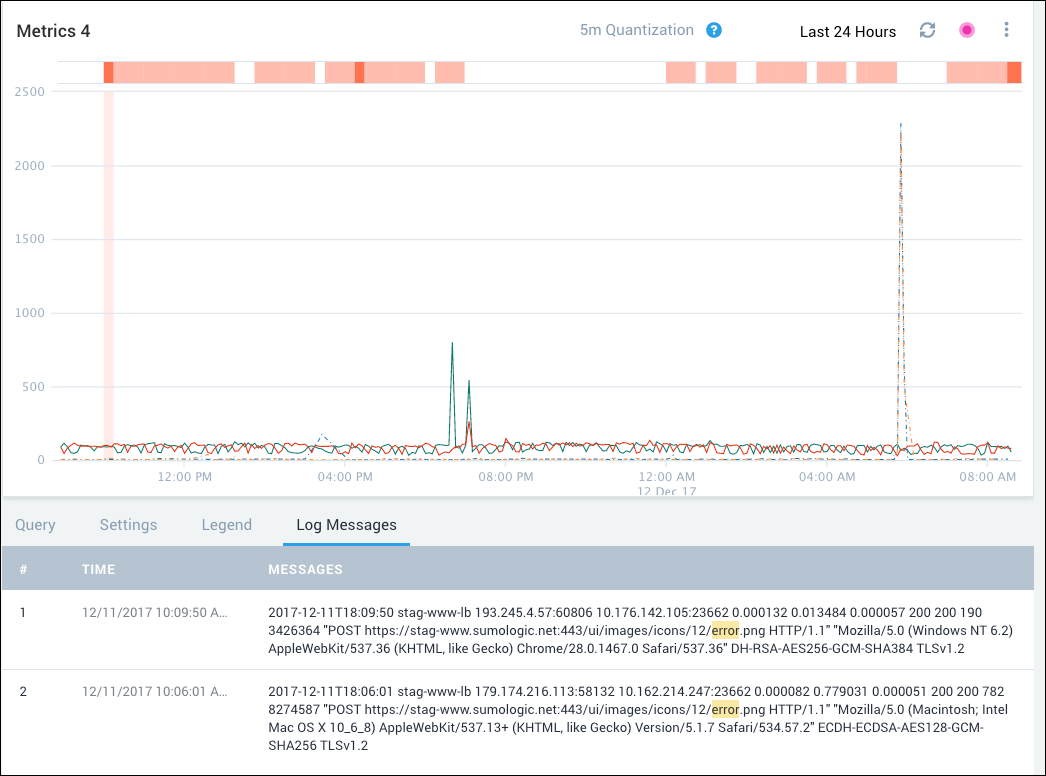 Metrics 4
5m Quantization ?
Last 24 Hours
2500
2000
1500
1000
500
0
12:00 PM 04:00 PM 08:00 PM 12:00 AM 04:00 AM 08:00 AM
12 Dec 17
Query Settings Legend Log Messages
# TIME MESSAGES
1 12/11/2017 10:09:50 A... 2017-12-11T18:09:50 stag-www-lb 193.245.4.57:60806 10.176.142.105:23662 0.000132 0.013484 0.000057 200 200 190
3426364 "POST https://stag-www.sumologic.net:443/ui/images/icons/12/error.png HTTP/1.1" "Mozilla/5.0 (Windows NT 6.2)
AppleWebKit/537.36 (KHTML, like Gecko) Chrome/28.0.1467.0 Safari/537.36" DH-RSA-AES256-GCM-SHA384 TLSv1.2
2 12/11/2017 10:06:01 A... 2017-12-11T18:06:01 stag-www-lb 179.174.216.113:58132 10.162.214.247:23662 0.000082 0.779031 0.000051 200 200 782
8274587 "POST https://stag-www.sumologic.net:443/ui/images/icons/12/error.png HTTP/1.1" "Mozilla/5.0 (Macintosh; Intel
Mac OS X 10_6_8) AppleWebKit/537.13+ (KHTML, like Gecko) Version/5.1.7 Safari/534.57.2" ECDH-ECDSA-AES128-GCM-
SHA256 TLSv1.2